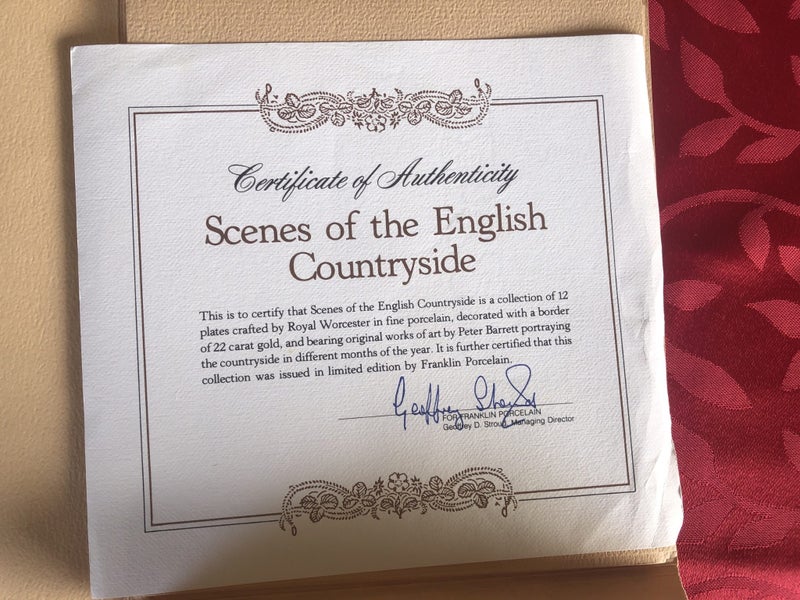 Certificate of Authenticity
Scenes of the English
Countryside
This is to certify that Scenes of the English Countryside is a collection of 12
plates crafted by Royal Worcester in fine porcelain, decorated with a border
of 22 carat gold, and bearing original works of art by Peter Barrett portraying
the countryside in different months of the year. It is further certified that this
collection was issued in limited edition by Franklin Porcelain.
Geoffrey
FOR FRANKLIN PORCELAIN
Geoffrey D. Managing Director